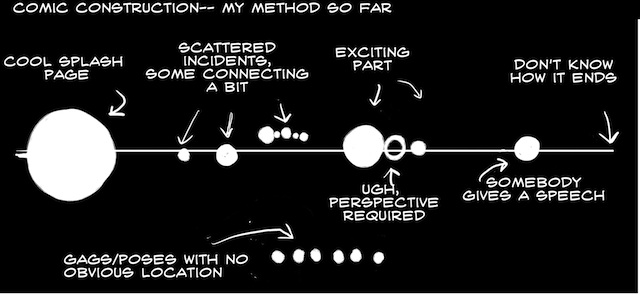 COMIC CONSTRUCTION-- MY METHOD SO FAR
COOL SPLASH
PAGE
SCATTERED
INCIDENTS,
SOME CONNECTING
A BIT
EXCITING
PART
DON'T KNOW
HOW IT ENDS
UGH,
PERSPECTIVE
REQUIRED
SOMEBODY
GIVES A SPEECH
GAGS/POSES WITH NO
OBVIOUS LOCATION